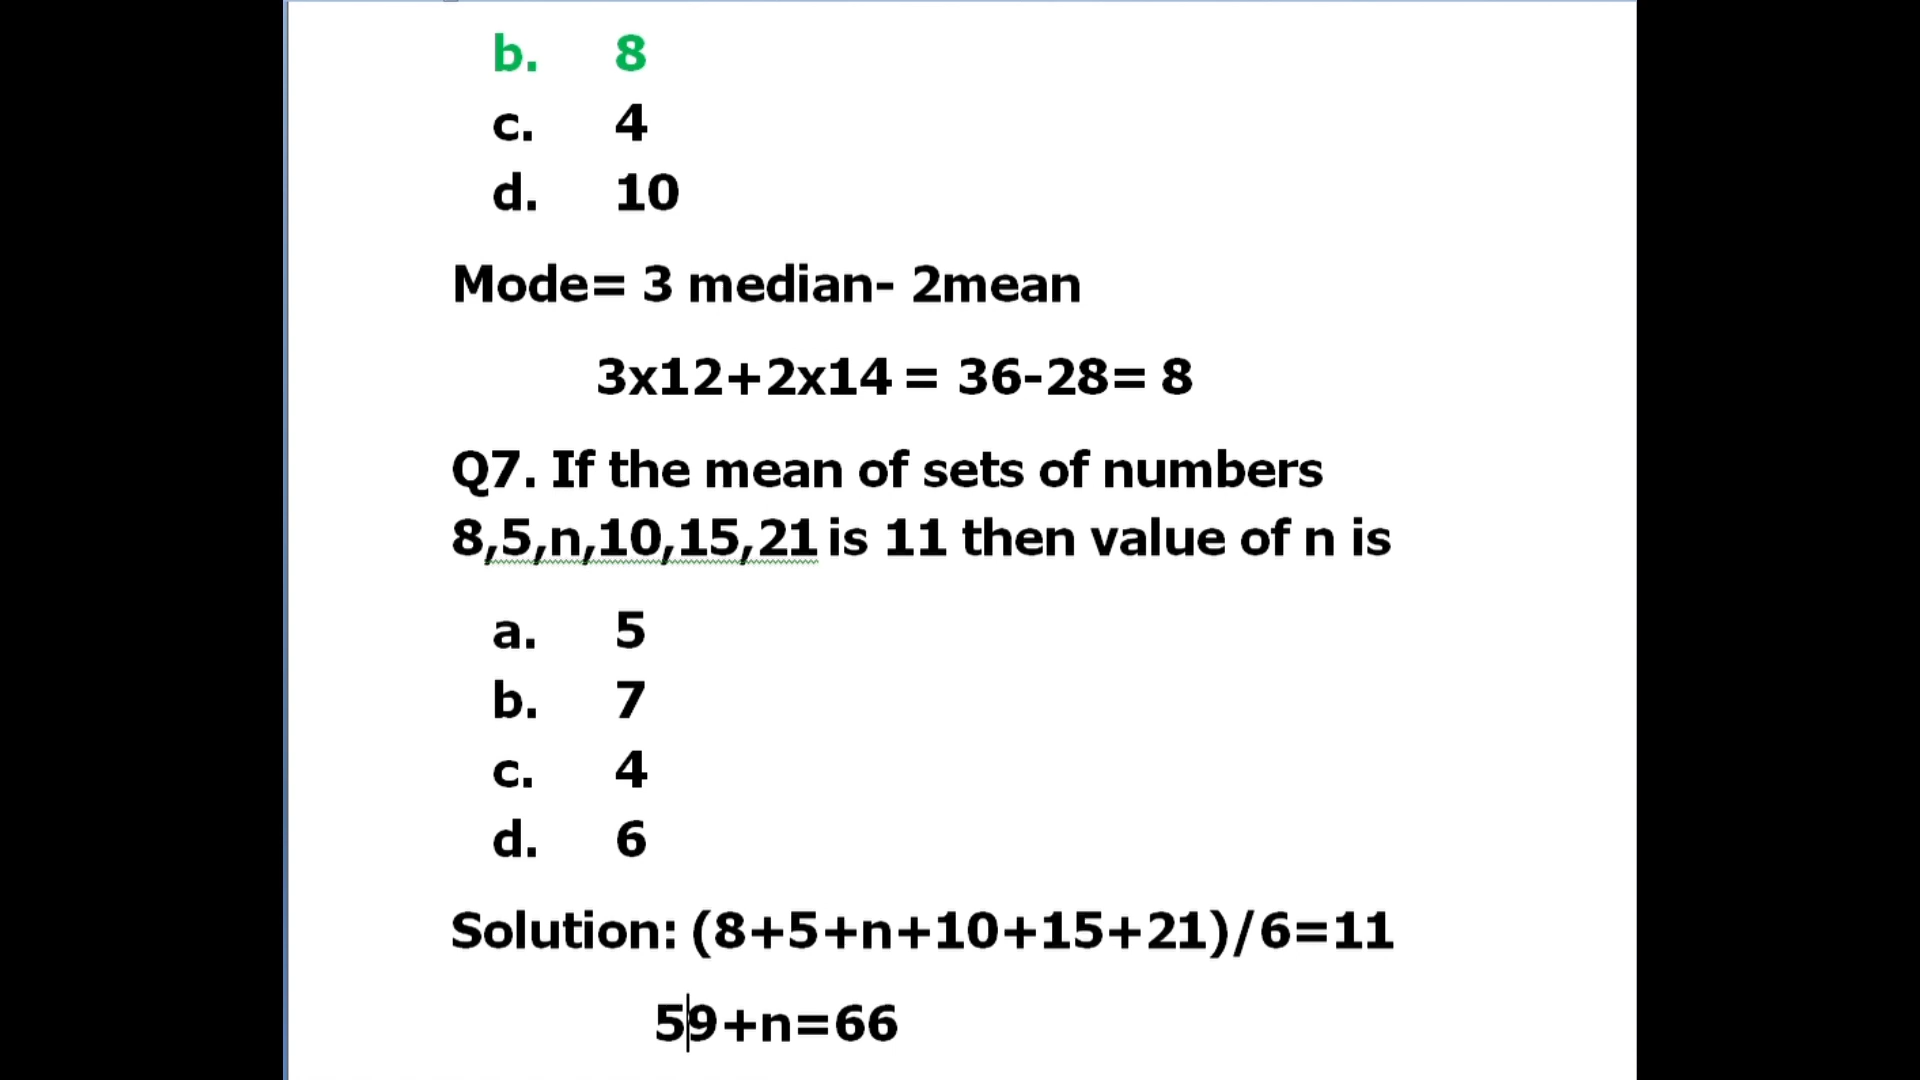 b. 8
c. 4
d. 10
Mode= 3 median- 2mean
3x12+2x14 = 36-28= 8
Q7. If the mean of sets of numbers
8,5,n,10,15,21 is 11 then value of n is
a. 5
b. 7
c. 4
d. 6
Solution: (8+5+n+10+15+21)/6=11
59+n=66